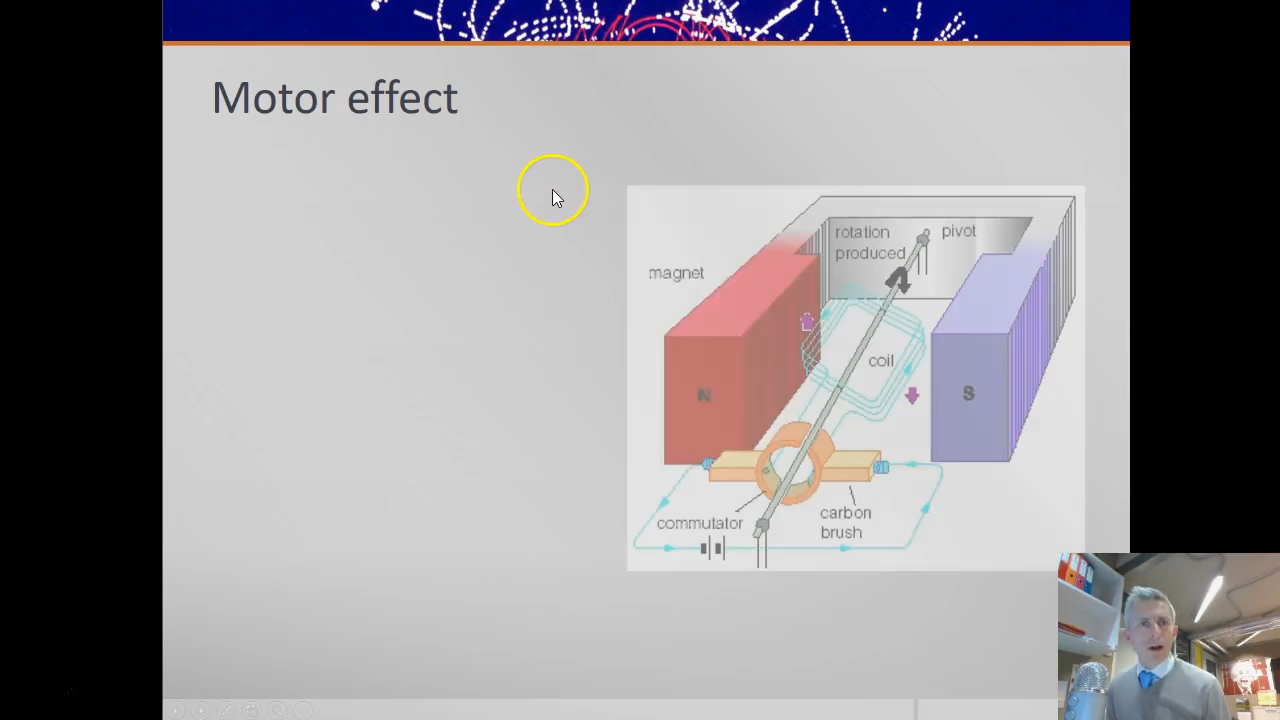 Motor effect
rotation
produced
pivot
magnet
coil
N
S
commutator
carbon
brush